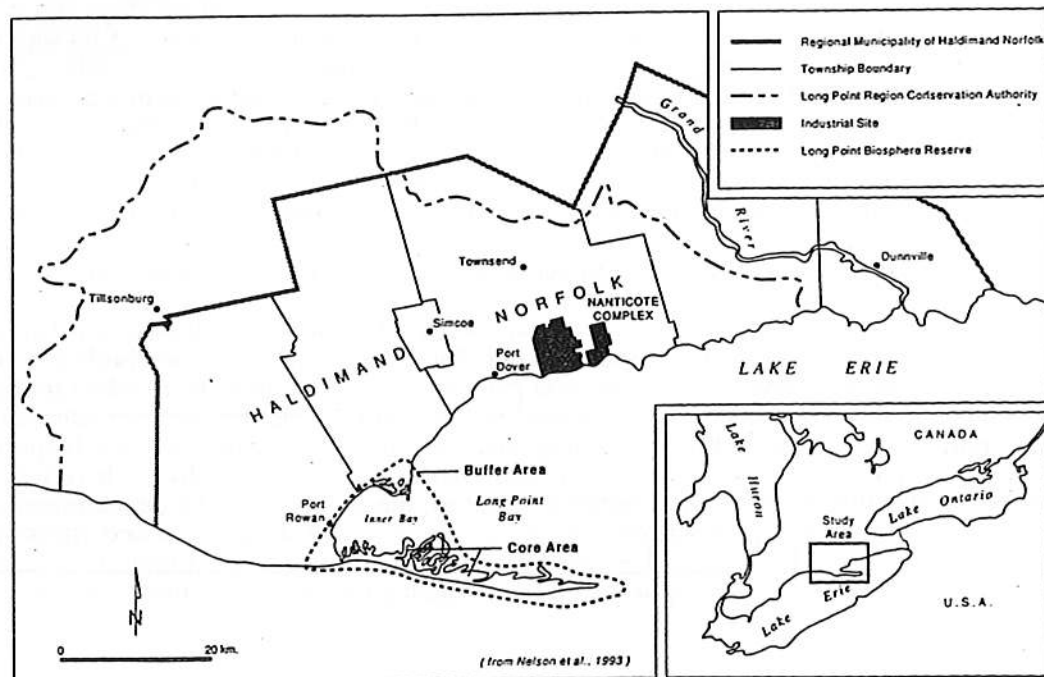 Regional Municipality of Haldimand Norfolk
Township Boundary
Long Point Region Conservation Authority
Industrial Site
Long Point Biosphere Reserve
Grand
River
Dunnville
Townsend
Tillsonburg
NORFOLK
NANTICOTE
COMPLEX
Simcoe
HALDIMAND
Port
Dover
LAKE ERIE
Buffer Area
Port
Rowan
Inner Bay
Long Point
Bay
Core Area
N
0 20 km.
(from Nelson et al., 1993)
CANADA
Lake
Huron
Lake Ontario
Study
Area
Lake Erie
U.S.A.